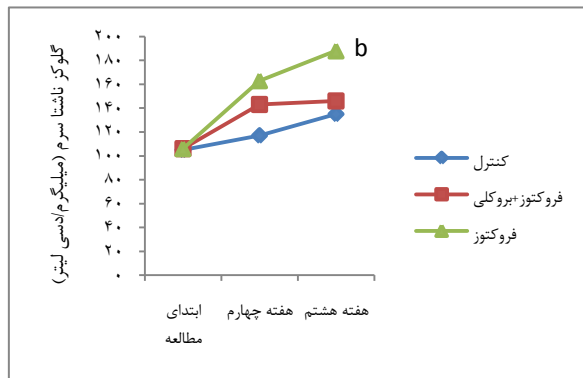 گلوکز ناشتا سرم (میلیگرم/دسی لیتر)
۲۰۰
۱۸۰
۱۶۰
۱۴۰
۱۲۰
۱۰۰
۸۰
۶۰
۴۰
۲۰
۰
b
ابتدای
مطالعه
هفته چهارم
هفته هشتم
کنترل
فروکتوز+بروکلی
فروکتوز